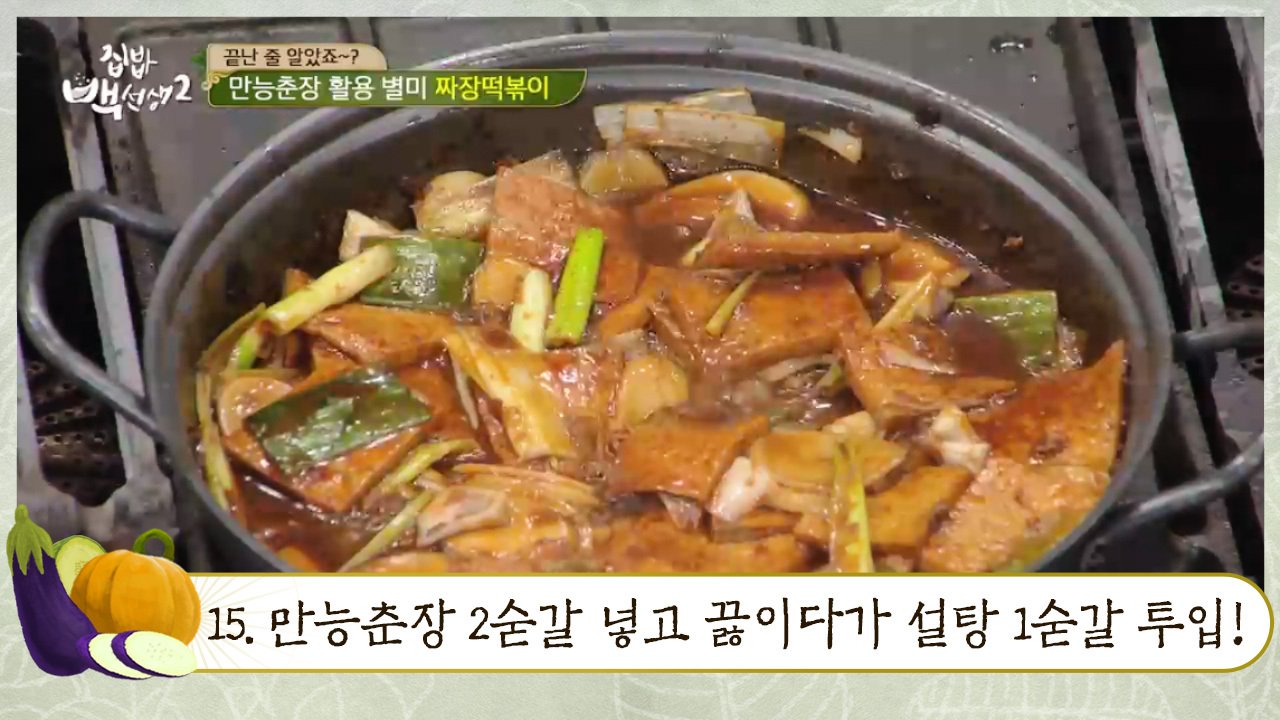 집밥
백선생2
끝난 줄 알았죠~?
만능춘장 활용 별미 짜장떡볶이
15. 만능춘장 2숟갈 넣고 끓이다가 설탕 1숟갈 투입!